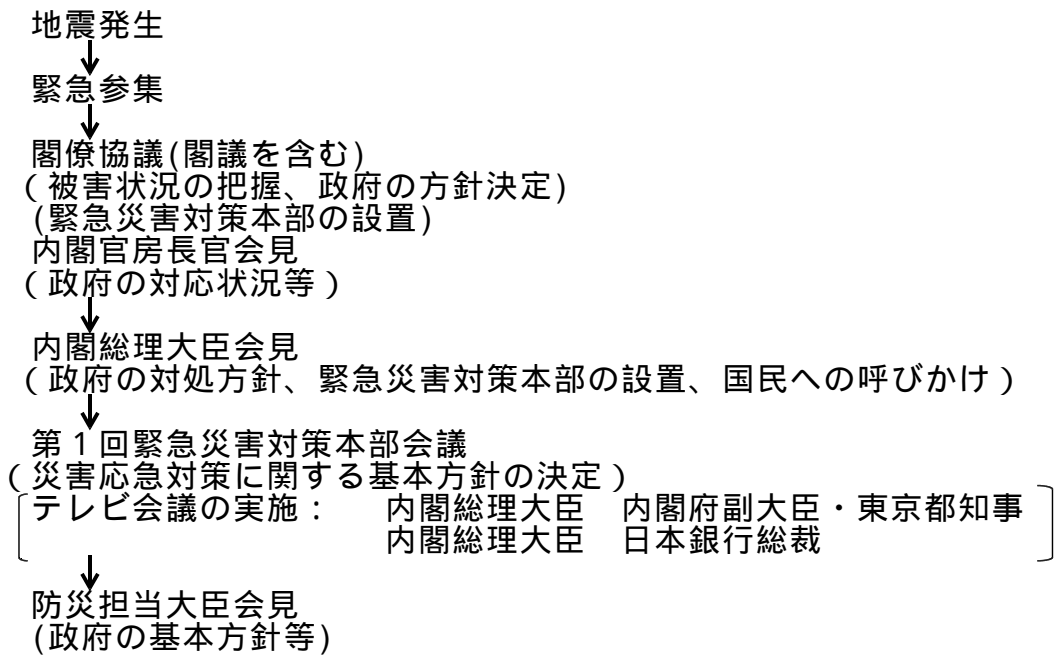 地震発生
緊急参集
閣僚協議(閣議を含む)
（被害状況の把握、政府の方針決定)
(緊急災害対策本部の設置)
内閣官房長官会見
（政府の対応状況等）
内閣総理大臣会見
（政府の対処方針、緊急災害対策本部の設置、国民への呼びかけ）
第１回緊急災害対策本部会議
（災害応急対策に関する基本方針の決定）
テレビ会議の実施：　内閣総理大臣　内閣府副大臣・東京都知事
内閣総理大臣　日本銀行総裁
防災担当大臣会見
(政府の基本方針等)